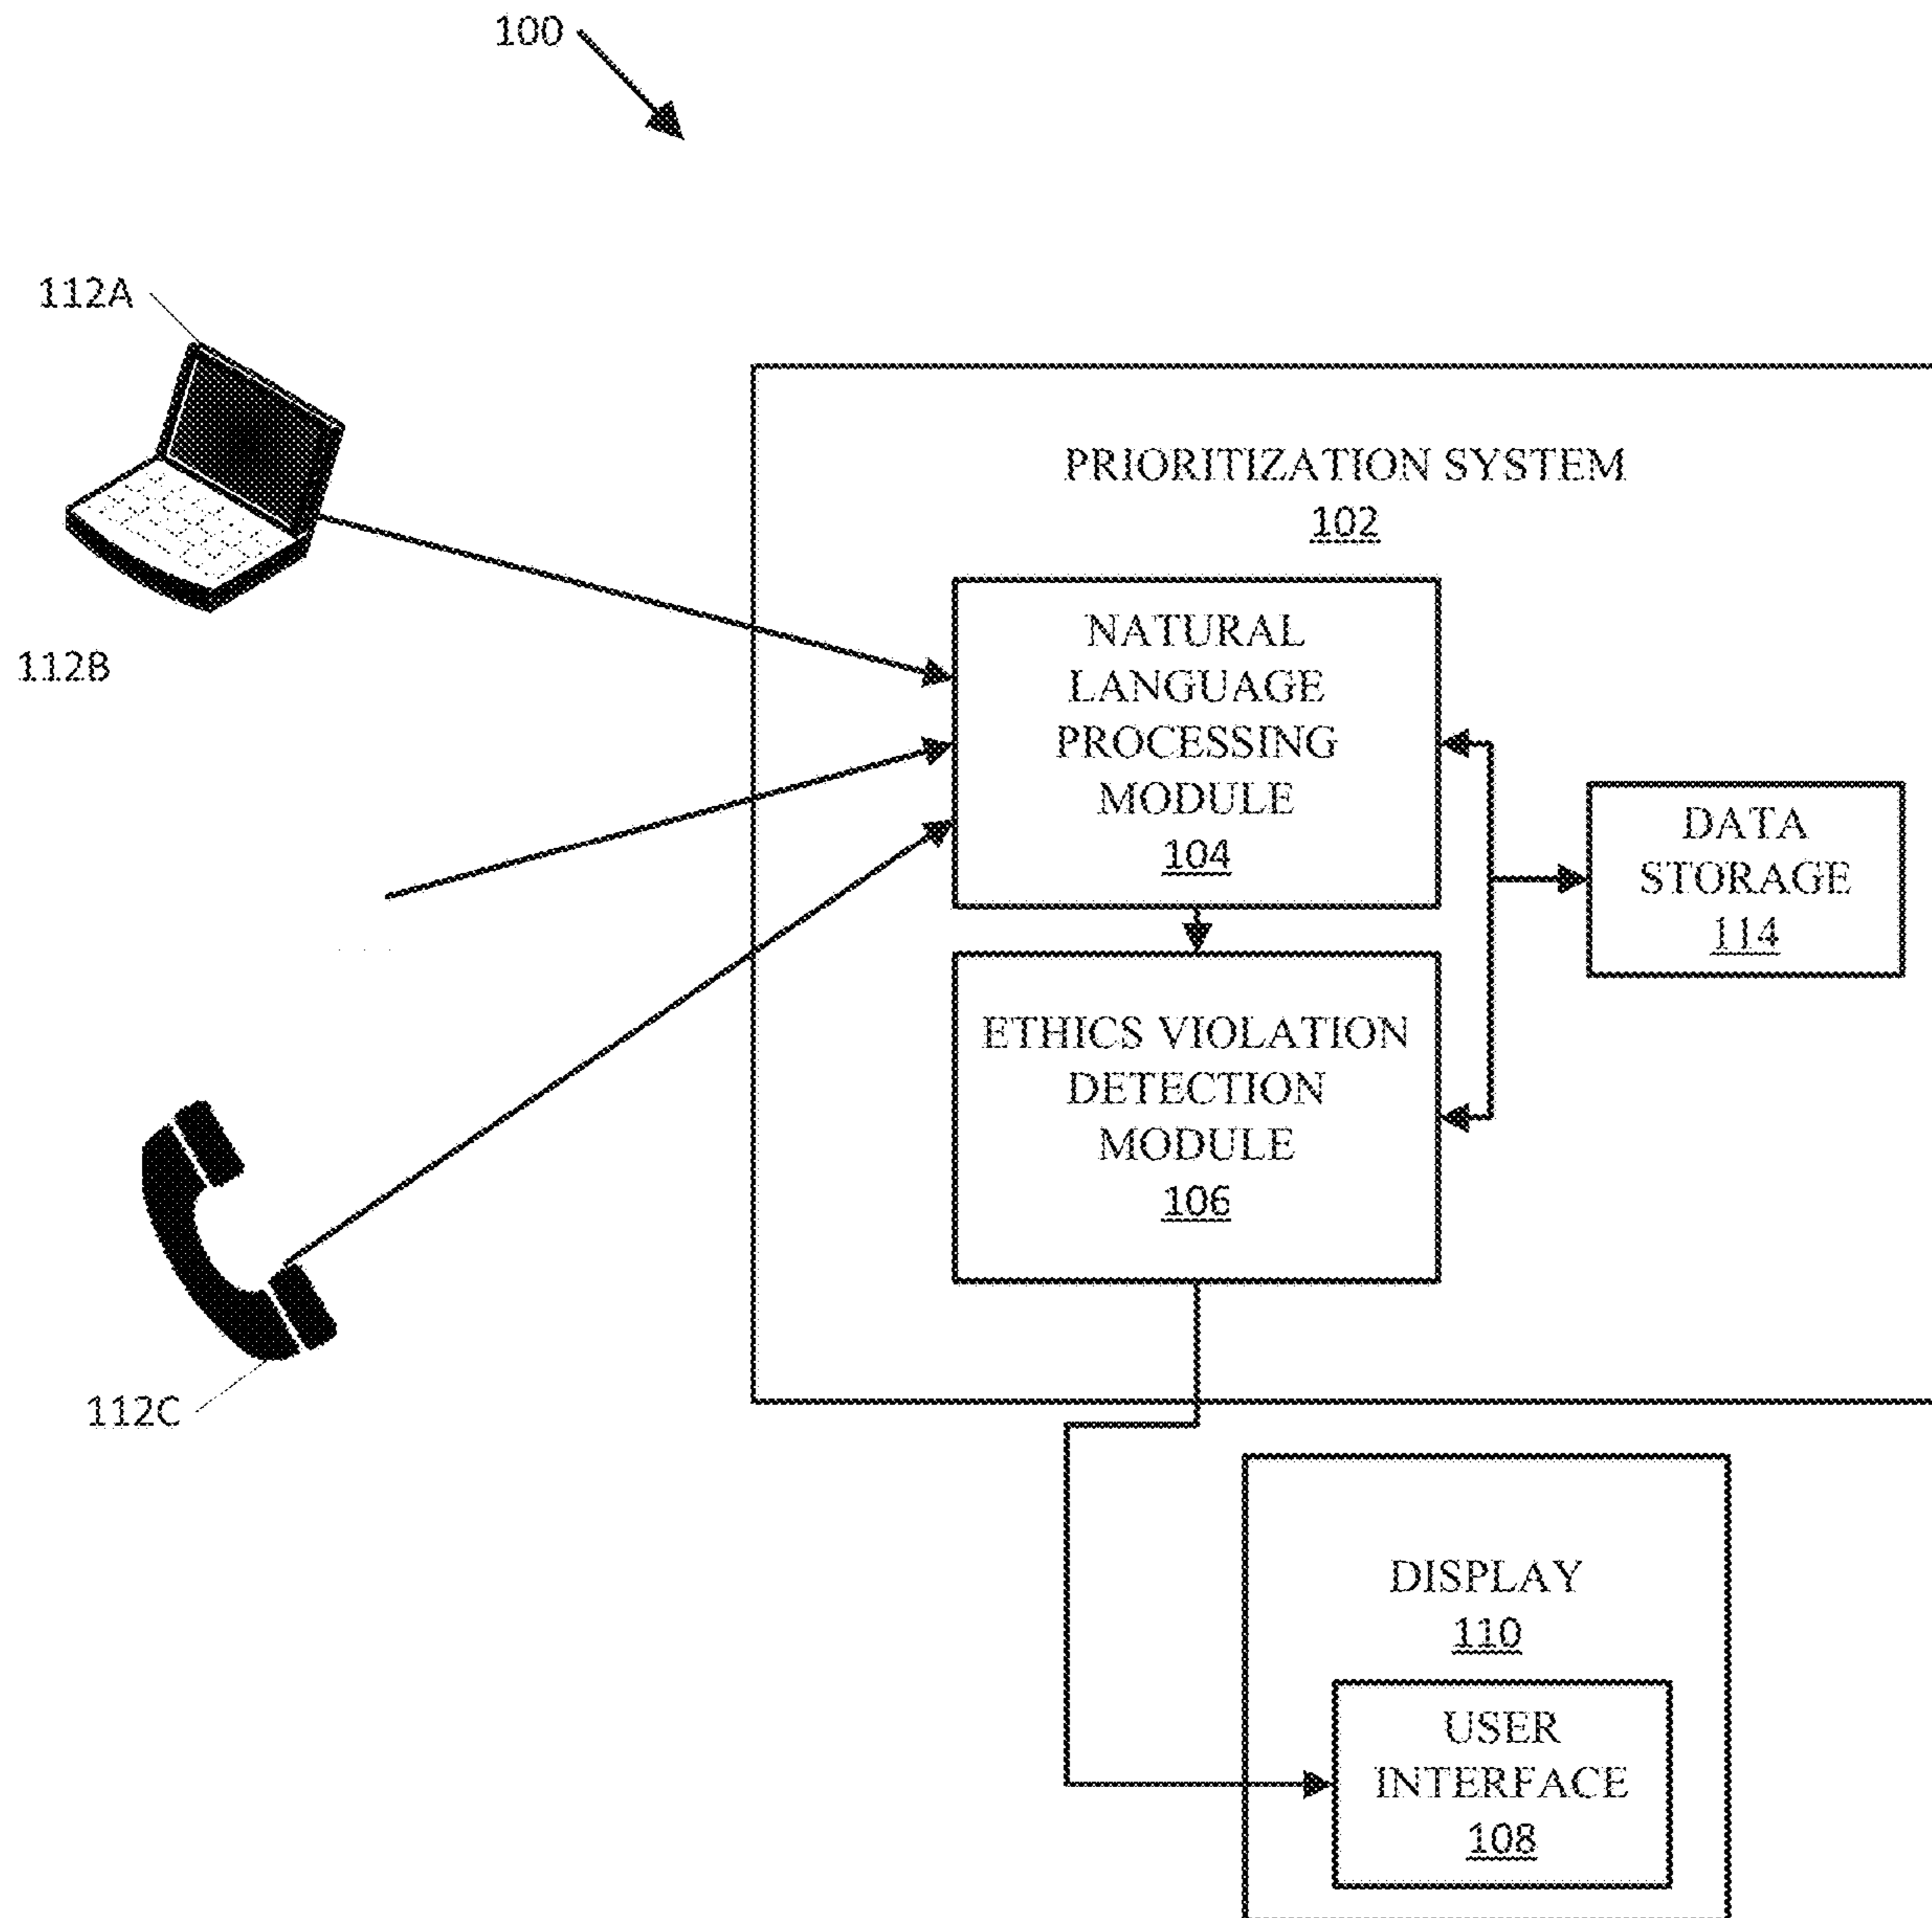 100
112A
PRIORITIZATION SYSTEM
102
NATURAL
LANGUAGE
PROCESSING
MODULE
104
112B
DATA
STORAGE
114
ETHICS VIOLATION
DETECTION
MODULE
106
112C
DISPLAY
110
USER
INTERFACE
108